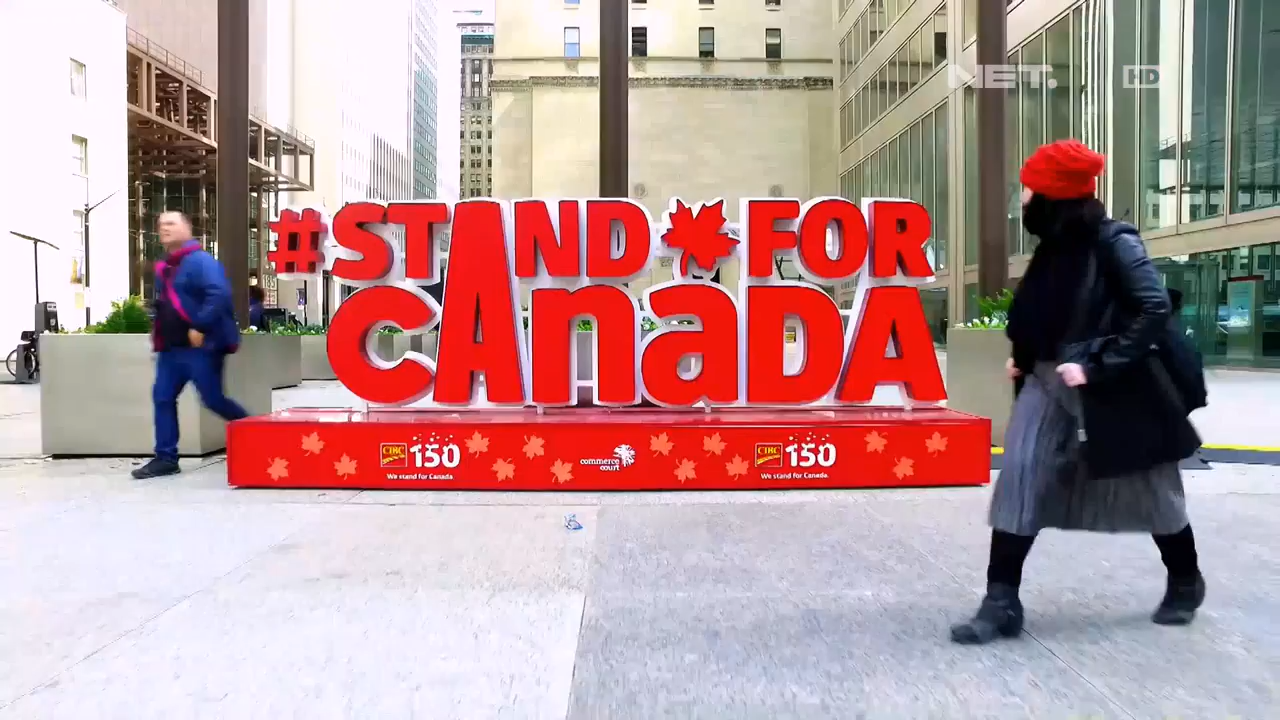 NET. HD
#STAND FOR
CANADA
CIBC 150
We stand for Canada.
commerce
court
CIBC 150
We stand for Canada.